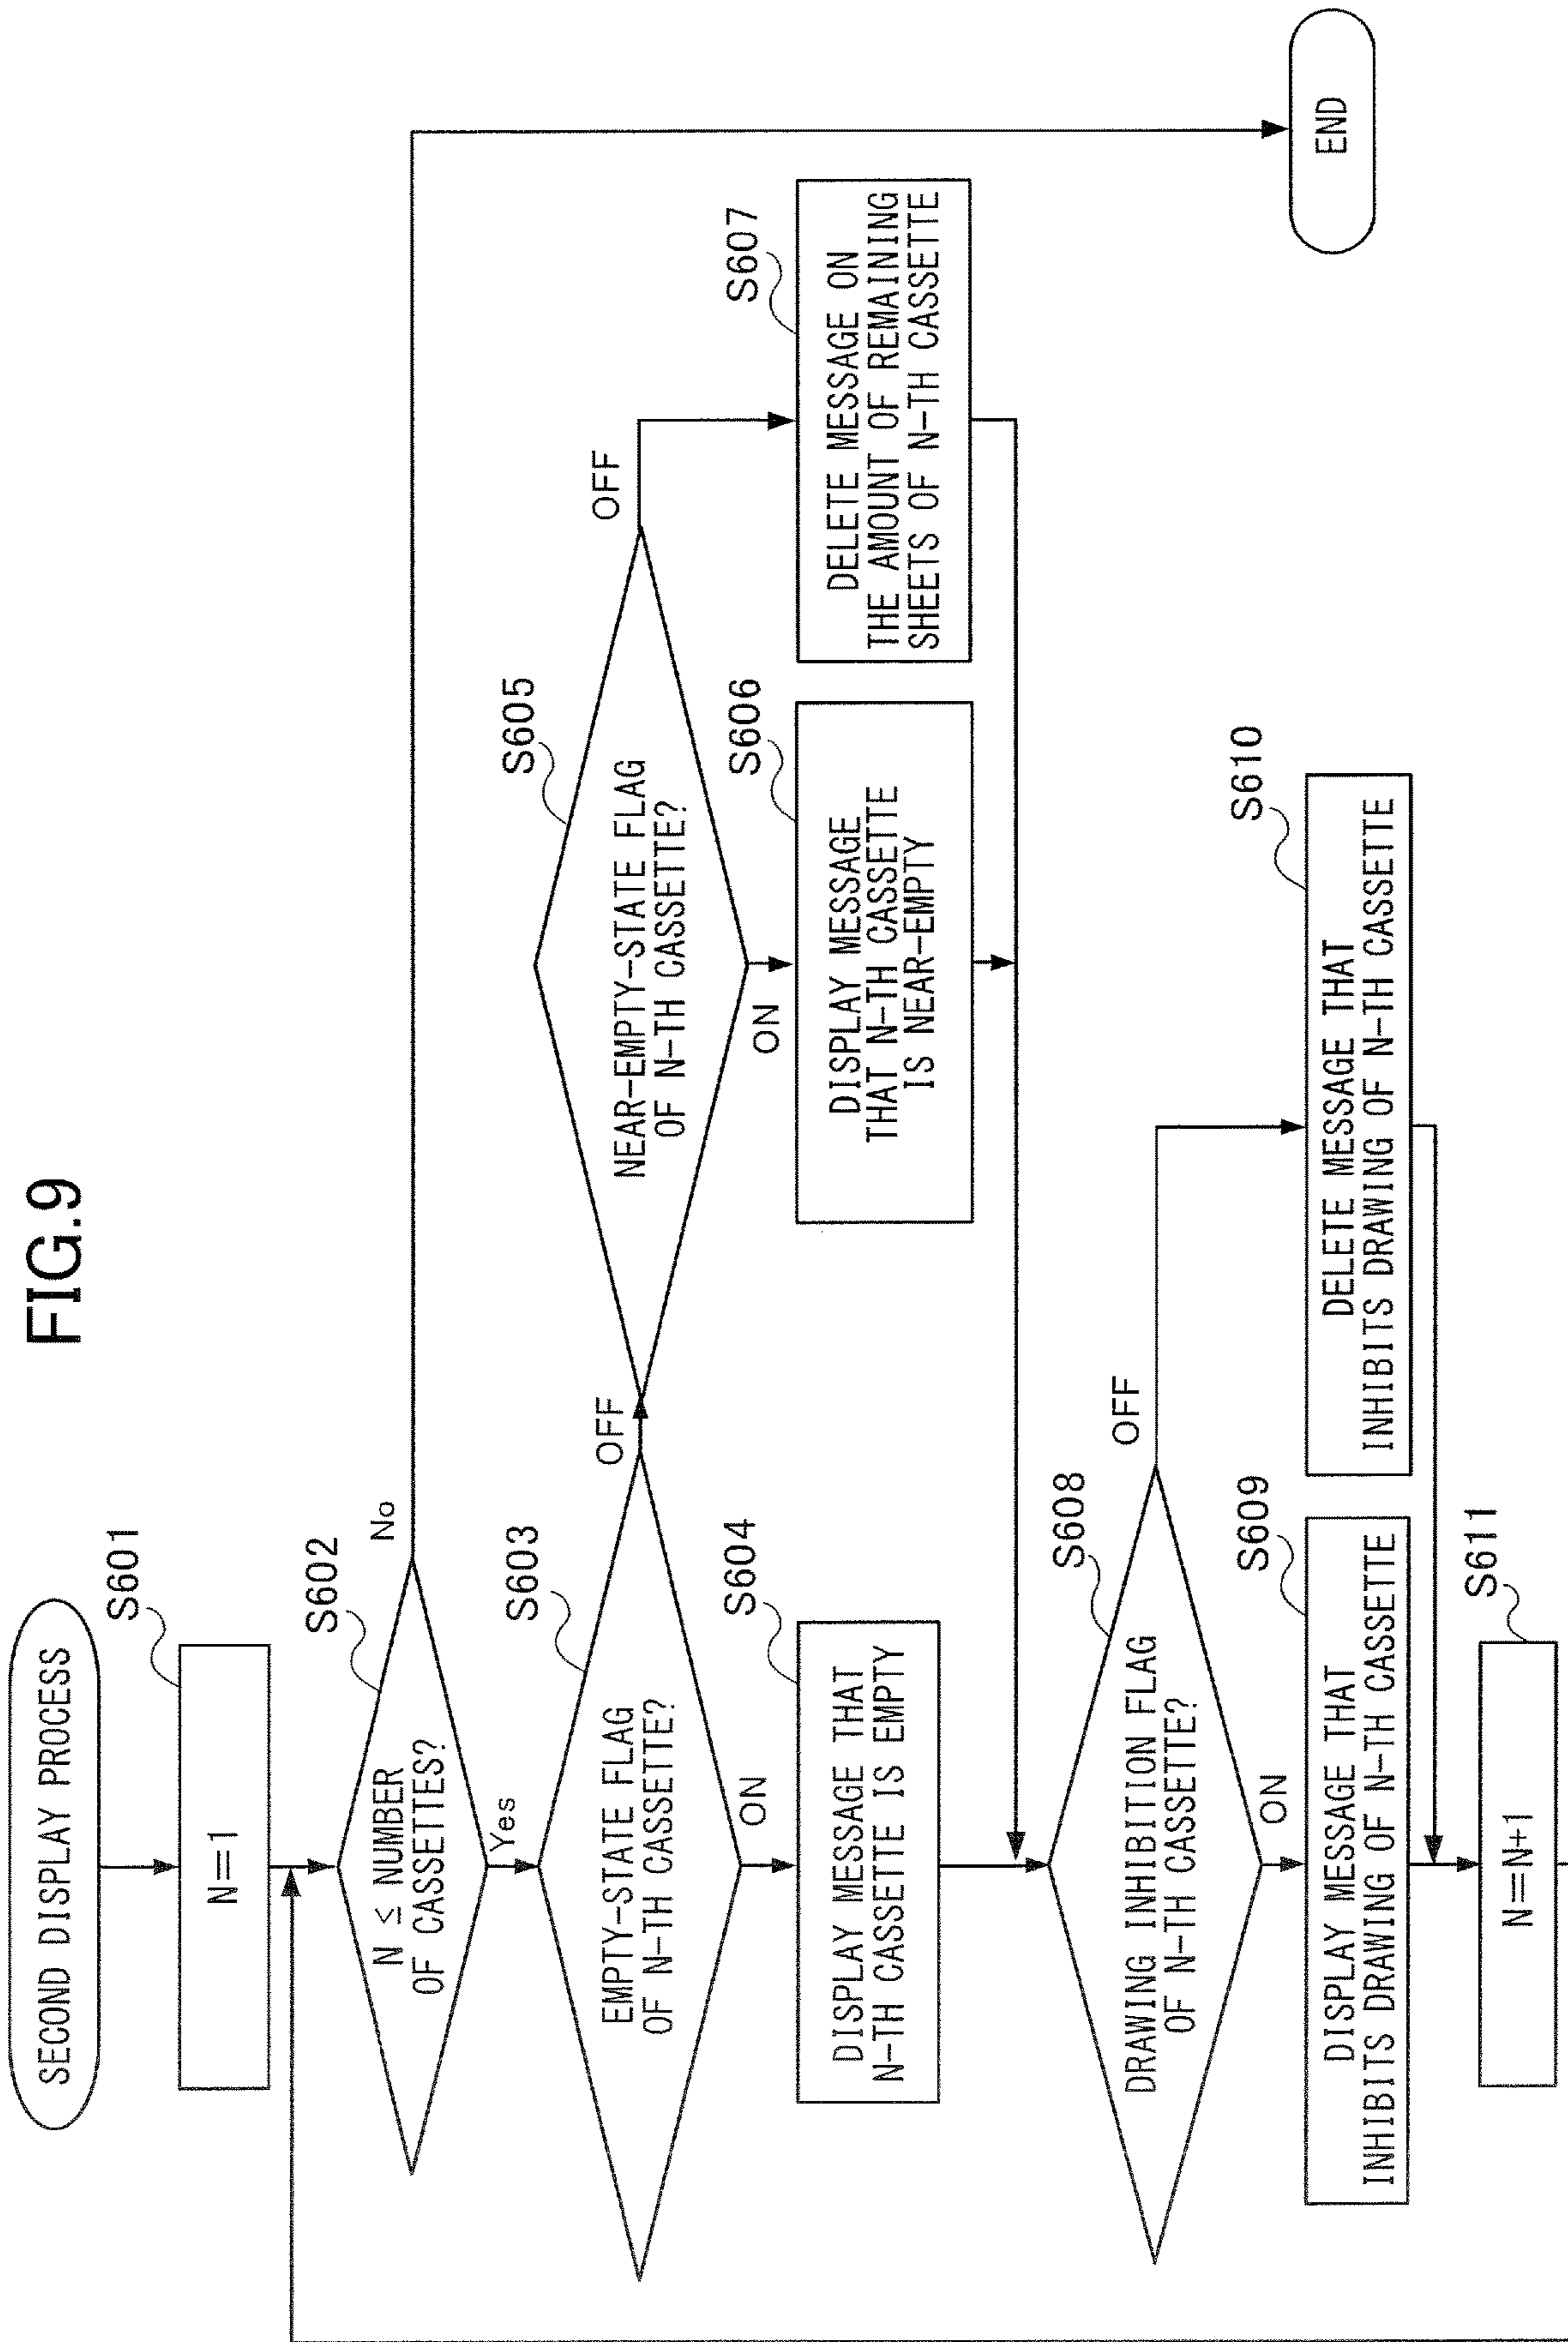 FIG.9
SECOND DISPLAY PROCESS
S601
N=1
S602
N ≤ NUMBER
OF CASSETTES?
No
Yes
S603
EMPTY-STATE FLAG
OF N-TH CASSETTE?
OFF
ON
S605
NEAR-EMPTY-STATE FLAG
OF N-TH CASSETTE?
OFF
ON
S604
DISPLAY MESSAGE THAT
N-TH CASSETTE IS EMPTY
S606
DISPLAY MESSAGE
THAT N-TH CASSETTE
IS NEAR-EMPTY
S607
DELETE MESSAGE ON
THE AMOUNT OF REMAINING
SHEETS OF N-TH CASSETTE
S608
DRAWING INHIBITION FLAG
OF N-TH CASSETTE?
OFF
ON
S609
DISPLAY MESSAGE THAT
INHIBITS DRAWING OF N-TH CASSETTE
S610
DELETE MESSAGE THAT
INHIBITS DRAWING OF N-TH CASSETTE
S611
N=N+1
END